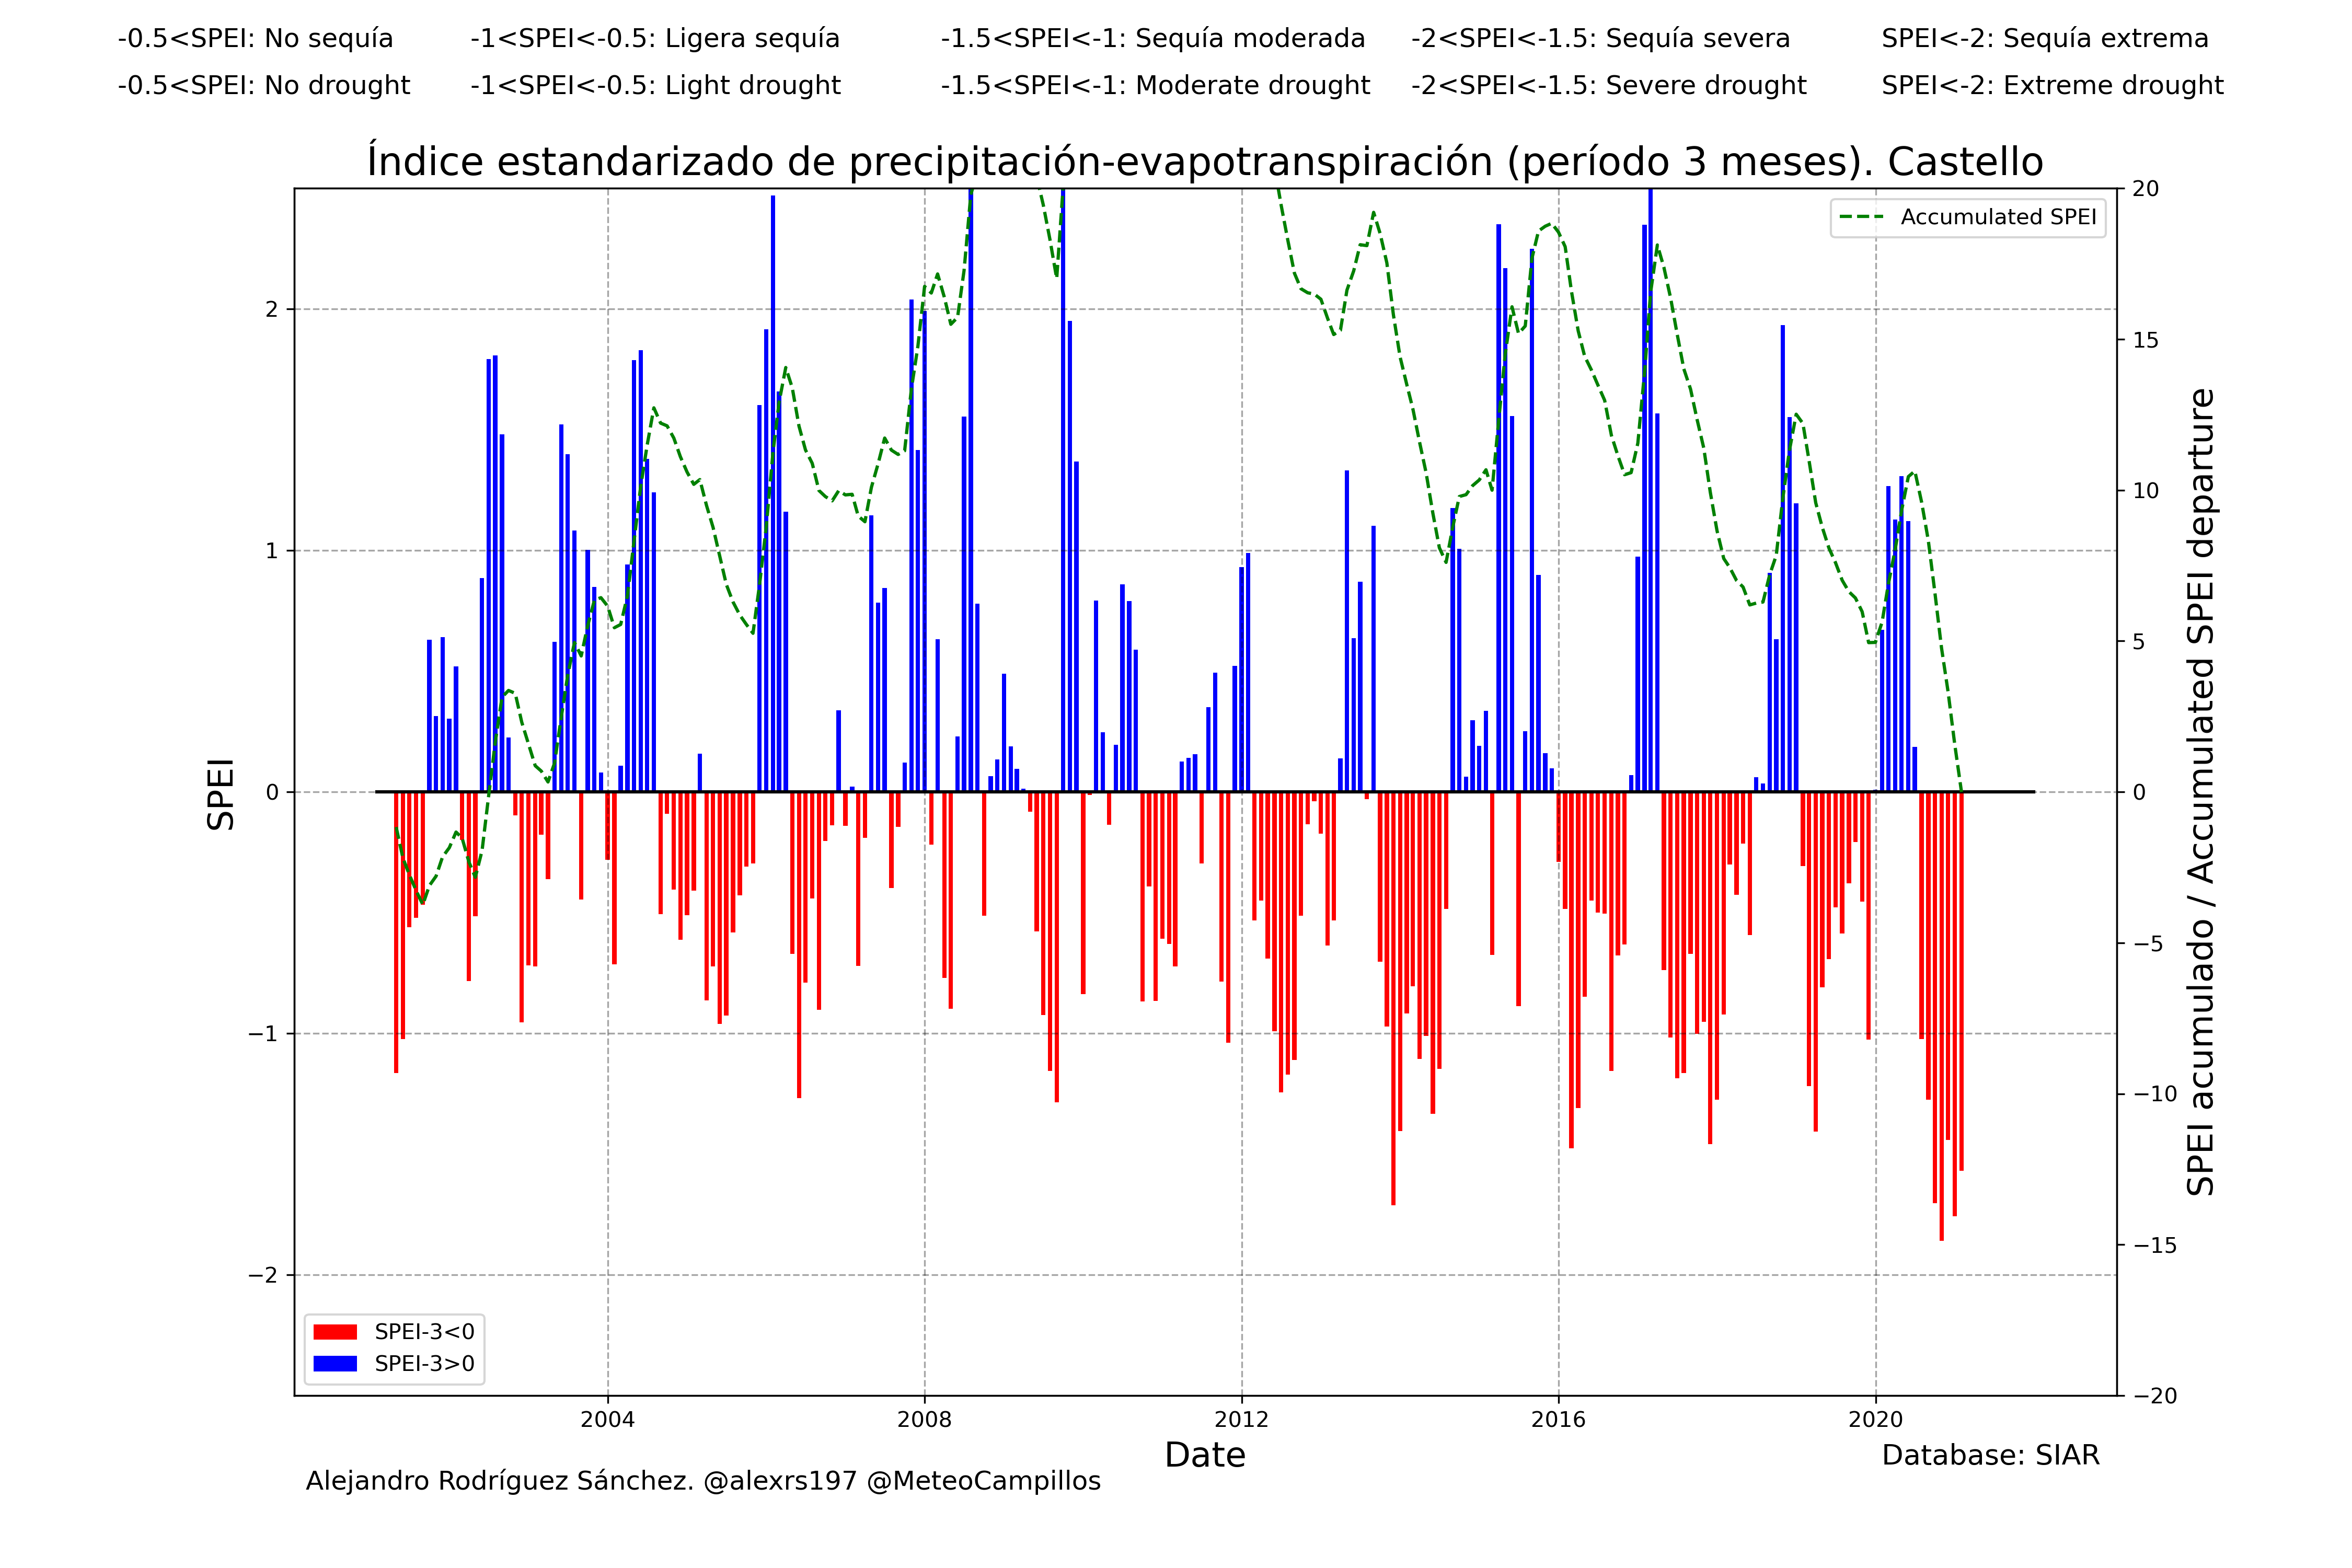 -0.5<SPEI: No sequía -1<SPEI<-0.5: Ligera sequía -1.5<SPEI<-1: Sequía moderada -2<SPEI<-1.5: Sequía severa SPEI<-2: Sequía extrema
-0.5<SPEI: No drought -1<SPEI<-0.5: Light drought -1.5<SPEI<-1: Moderate drought -2<SPEI<-1.5: Severe drought SPEI<-2: Extreme drought
Índice estandarizado de precipitación-evapotranspiración (período 3 meses). Castello
Accumulated SPEI
SPEI
2
1
0
−1
−2
20
15
10
5
0
−5
−10
−15
−20
SPEI acumulado / Accumulated SPEI departure
SPEI-3<0
SPEI-3>0
2004 2008 2012 2016 2020
Date
Database: SIAR
Alejandro Rodríguez Sánchez. @alexrs197 @MeteoCampillos